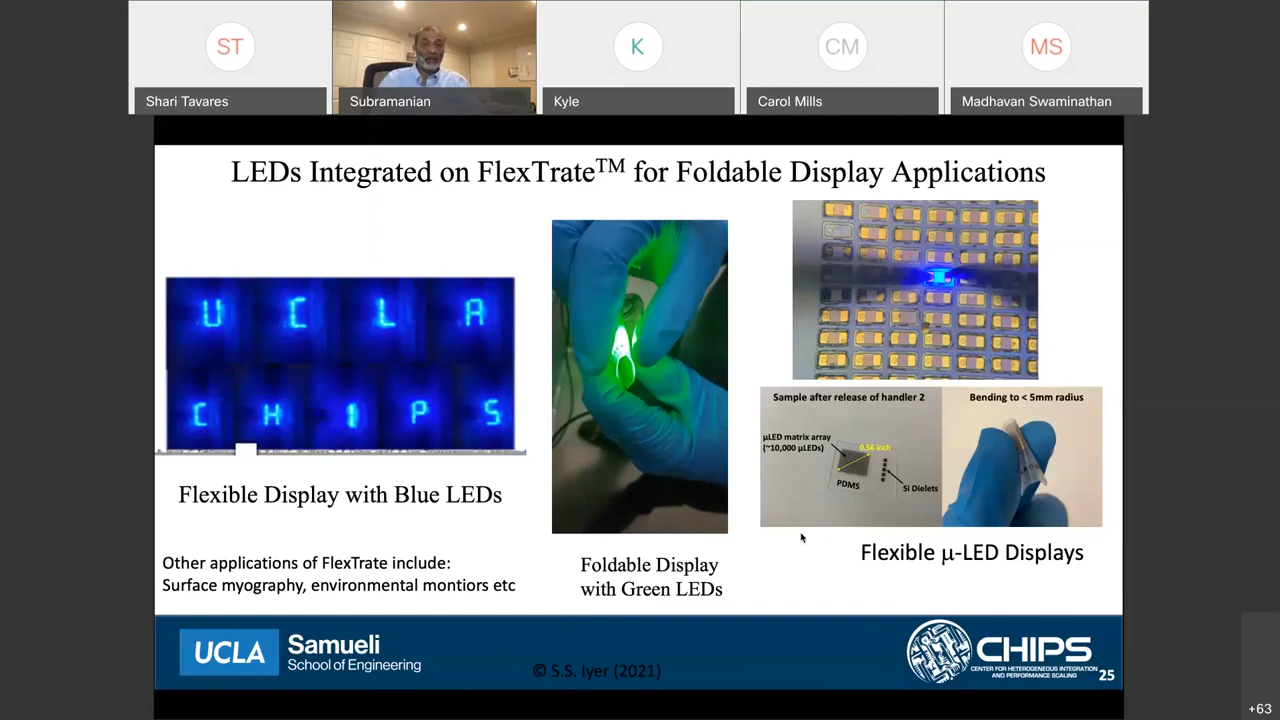 ST
K
CM
MS
Shari Tavares
Subramanian
Kyle
Carol Mills
Madhavan Swaminathan
LEDs Integrated on FlexTrate™ for Foldable Display Applications
U C L A
C H I P S
Flexible Display with Blue LEDs
Other applications of FlexTrate include:
Surface myography, environmental montiors etc
Foldable Display
with Green LEDs
Sample after release of handler 2
Bending to < 5mm radius
μLED matrix array
(~10,000 μLEDs)
0.56 inch
PDMS
Si Dielets
Flexible μ-LED Displays
UCLA
Samueli
School of Engineering
© S.S. Iyer (2021)
CHIPS
CENTER FOR HETEROGENEOUS INTEGRATION
AND PERFORMANCE SCALING
25
+63